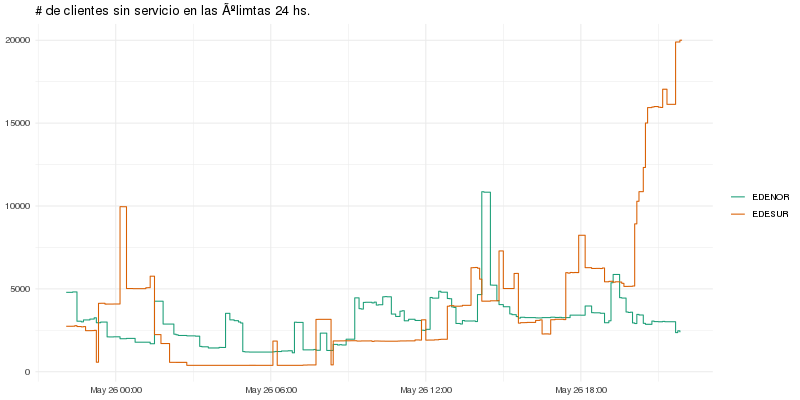 # de clientes sin servicio en las Ãºlimtas 24 hs.
20000
15000
10000
5000
0
May 26 00:00
May 26 06:00
May 26 12:00
May 26 18:00
EDENOR
EDESUR